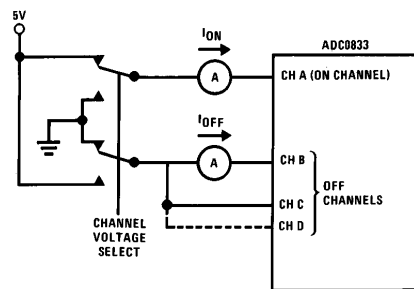 5V
ION
A
ADC0833
CH A (ON CHANNEL)
IOFF
A
CH B
CH C
CH D
OFF
CHANNELS
CHANNEL
VOLTAGE
SELECT